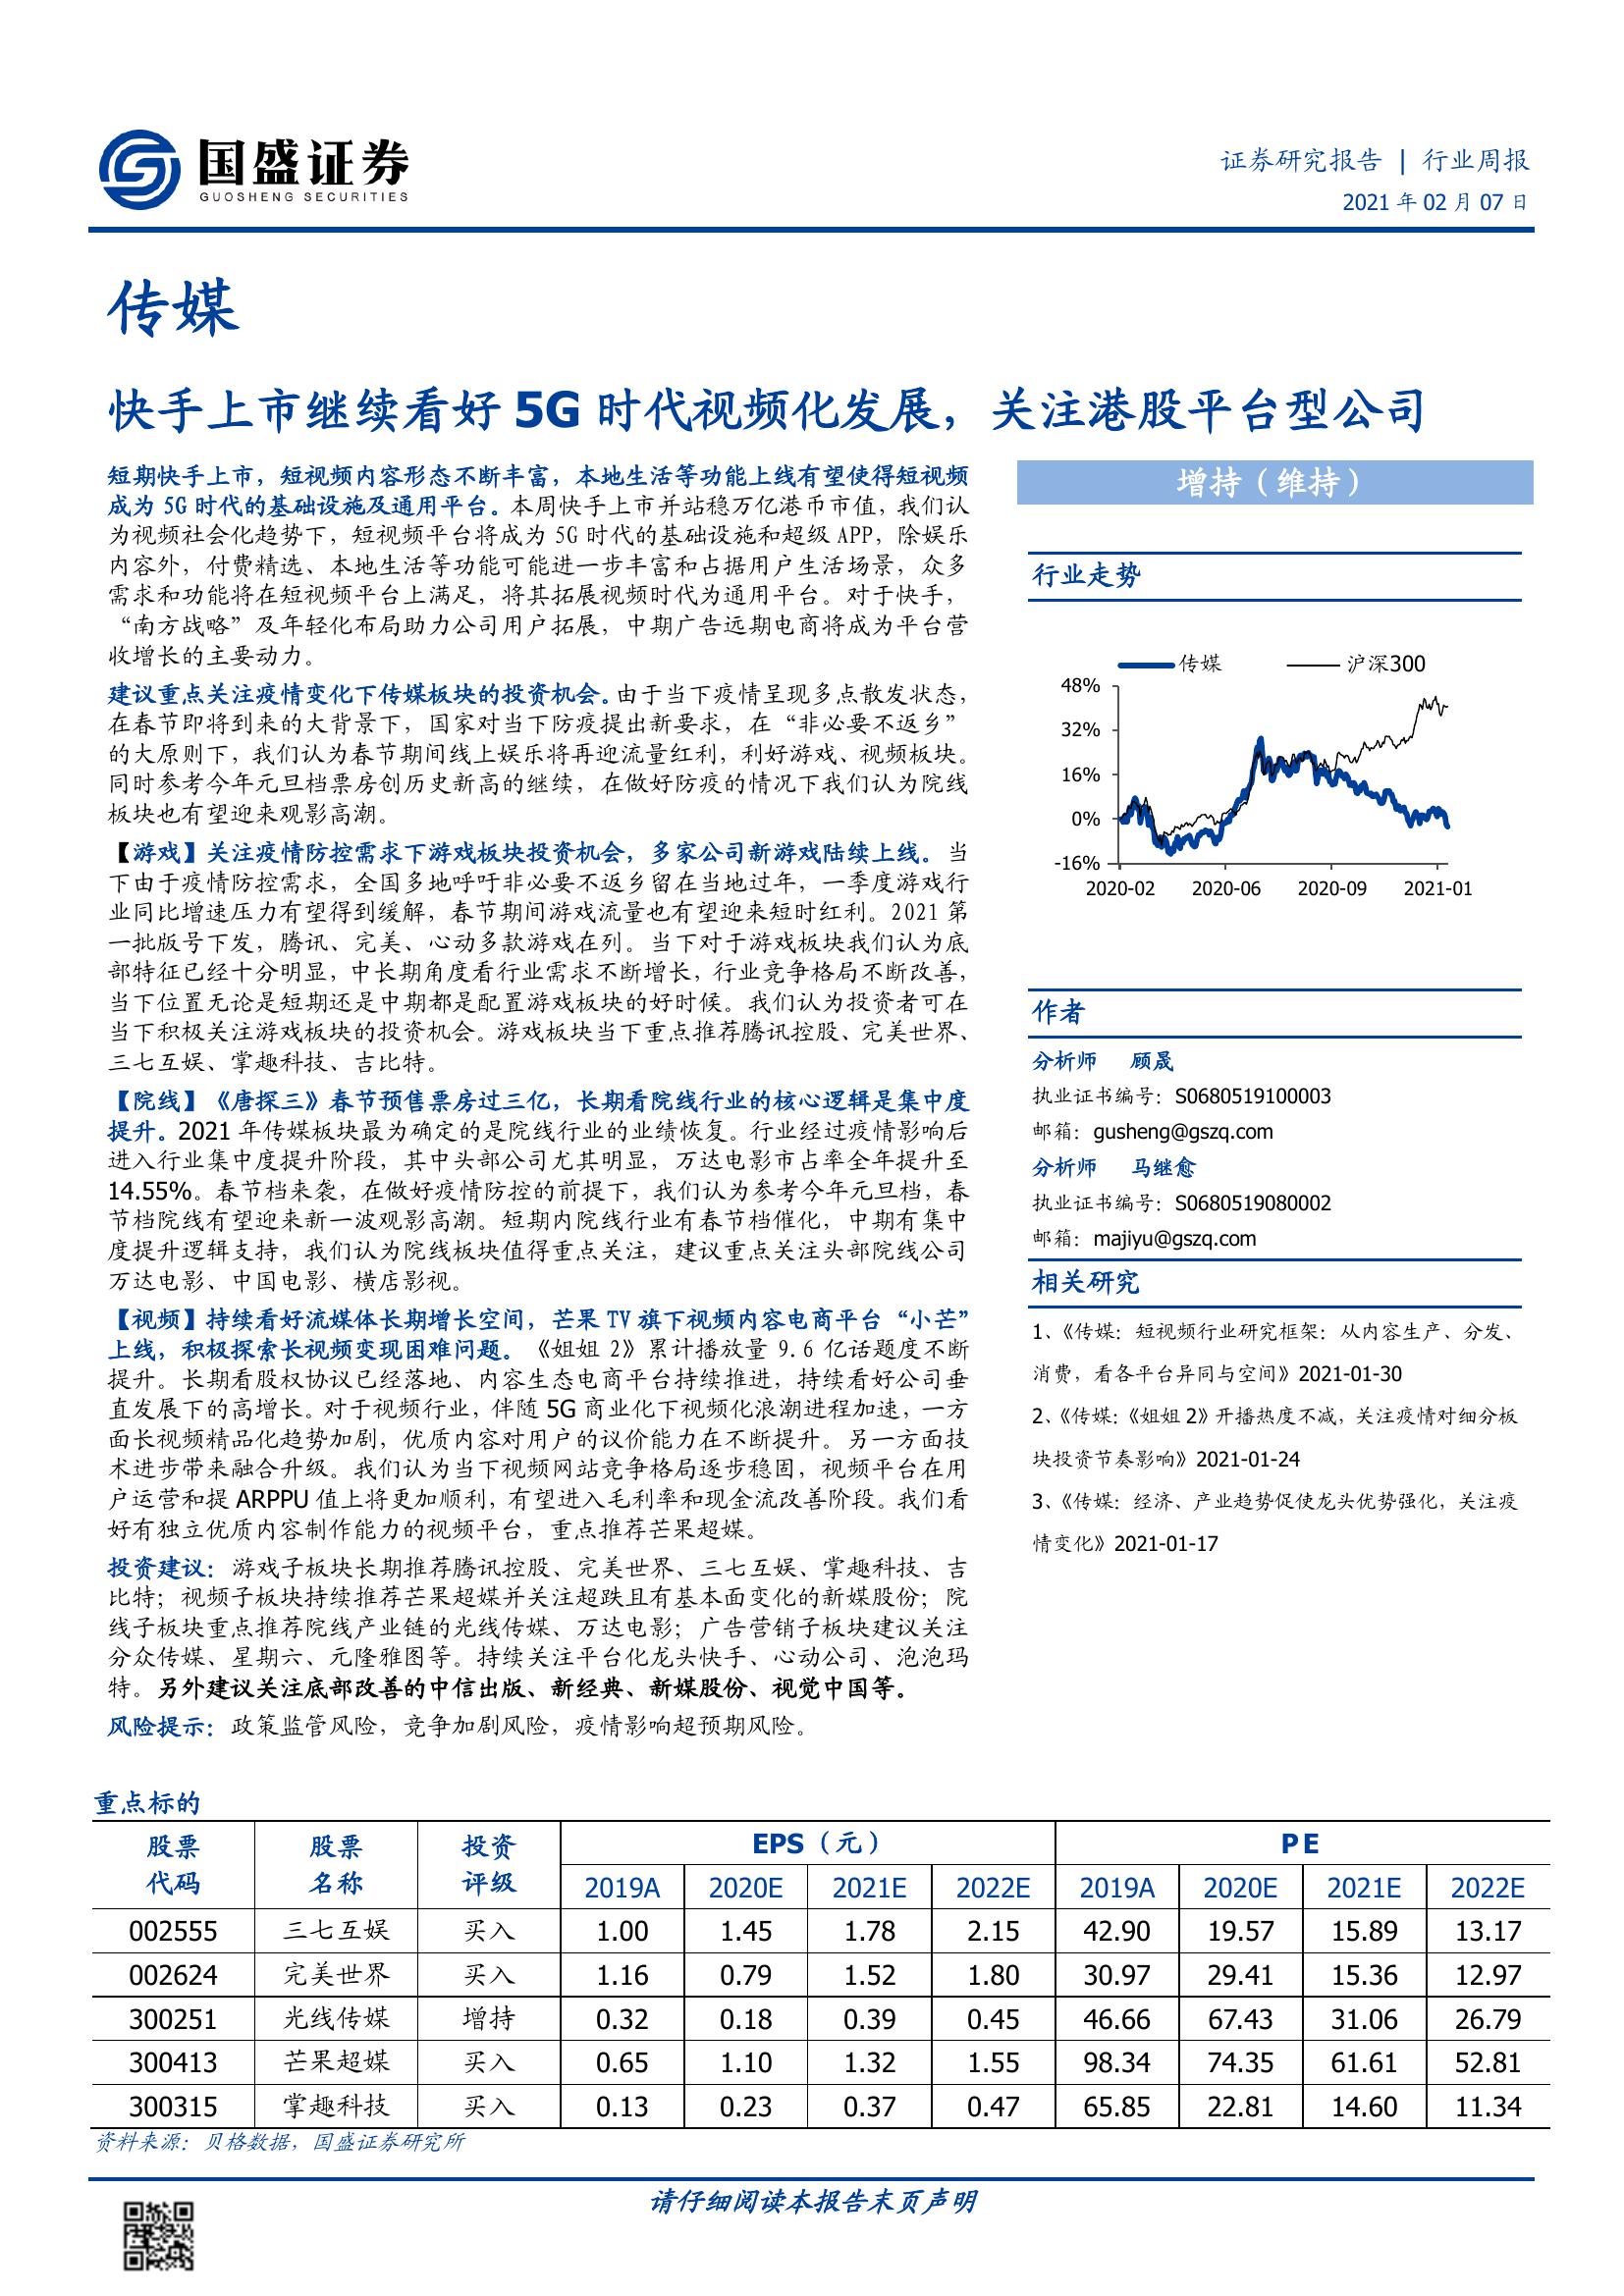 国盛证券
GUOSHENG SECURITIES
证券研究报告 | 行业周报
2021 年 02 月 07 日
传媒
快手上市继续看好 5G 时代视频化发展，关注港股平台型公司
短期快手上市，短视频内容形态不断丰富，本地生活等功能上线有望使得短视频
成为 5G 时代的基础设施及通用平台。本周快手上市并站稳万亿港币市值，我们认
为视频社会化趋势下，短视频平台将成为 5G 时代的基础设施和超级 APP，除娱乐
内容外，付费精选、本地生活等功能可能进一步丰富和占据用户生活场景，众多
需求和功能将在短视频平台上满足，将其拓展视频时代为通用平台。对于快手，
“南方战略”及年轻化布局助力公司用户拓展，中期广告远期电商将成为平台营
收增长的主要动力。
建议重点关注疫情变化下传媒板块的投资机会。由于当下疫情呈现多点散发状态，
在春节即将到来的大背景下，国家对当下防疫提出新要求，在“非必要不返乡”
的大原则下，我们认为春节期间线上娱乐将再迎流量红利，利好游戏、视频板块。
同时参考今年元旦档票房创历史新高的继续，在做好防疫的情况下我们认为院线
板块也有望迎来观影高潮。
【游戏】关注疫情防控需求下游戏板块投资机会，多家公司新游戏陆续上线。当
下由于疫情防控需求，全国多地呼吁非必要不返乡留在当地过年，一季度游戏行
业同比增速压力有望得到缓解，春节期间游戏流量也有望迎来短时红利。2021 第
一批版号下发，腾讯、完美、心动多款游戏在列。当下对于游戏板块我们认为底
部特征已经十分明显，中长期角度看行业需求不断增长，行业竞争格局不断改善，
当下位置无论是短期还是中期都是配置游戏板块的好时候。我们认为投资者可在
当下积极关注游戏板块的投资机会。游戏板块当下重点推荐腾讯控股、完美世界、
三七互娱、掌趣科技、吉比特。
【院线】《唐探三》春节预售票房过三亿，长期看院线行业的核心逻辑是集中度
提升。2021 年传媒板块最为确定的是院线行业的业绩恢复。行业经过疫情影响后
进入行业集中度提升阶段，其中头部公司尤其明显，万达电影市占率全年提升至
14.55%。春节档来袭，在做好疫情防控的前提下，我们认为参考今年元旦档，春
节档院线有望迎来新一波观影高潮。短期内院线行业有春节档催化，中期有集中
度提升逻辑支持，我们认为院线板块值得重点关注，建议重点关注头部院线公司
万达电影、中国电影、横店影视。
【视频】持续看好流媒体长期增长空间，芒果 TV 旗下视频内容电商平台“小芒”
上线，积极探索长视频变现困难问题。《姐姐 2》累计播放量 9.6 亿话题度不断
提升。长期看股权协议已经落地、内容生态电商平台持续推进，持续看好公司垂
直发展下的高增长。对于视频行业，伴随 5G 商业化下视频化浪潮进程加速，一方
面长视频精品化趋势加剧，优质内容对用户的议价能力在不断提升。另一方面技
术进步带来融合升级。我们认为当下视频网站竞争格局逐步稳固，视频平台在用
户运营和提 ARPPU 值上将更加顺利，有望进入毛利率和现金流改善阶段。我们看
好有独立优质内容制作能力的视频平台，重点推荐芒果超媒。
投资建议：游戏子板块长期推荐腾讯控股、完美世界、三七互娱、掌趣科技、吉
比特；视频子板块持续推荐芒果超媒并关注超跌且有基本面变化的新媒股份；院
线子板块重点推荐院线产业链的光线传媒、万达电影；广告营销子板块建议关注
分众传媒、星期六、元隆雅图等。持续关注平台化龙头快手、心动公司、泡泡玛
特。另外建议关注底部改善的中信出版、新经典、新媒股份、视觉中国等。
风险提示：政策监管风险，竞争加剧风险，疫情影响超预期风险。
增持（维持）
行业走势
传媒 沪深300
48%
32%
16%
0%
-16%
2020-02 2020-06 2020-09 2021-01
作者
分析师 顾晟
执业证书编号：S0680519100003
邮箱：gusheng@gszq.com
分析师 马继愈
执业证书编号：S0680519080002
邮箱：majiyu@gszq.com
相关研究
1、《传媒：短视频行业研究框架：从内容生产、分发、
消费，看各平台异同与空间》2021-01-30
2、《传媒：《姐姐 2》开播热度不减，关注疫情对细分板
块投资节奏影响》2021-01-24
3、《传媒：经济、产业趋势促使龙头优势强化，关注疫
情变化》2021-01-17
重点标的
股票 股票 投资 EPS（元） PE
代码 名称 评级 2019A 2020E 2021E 2022E 2019A 2020E 2021E 2022E
002555 三七互娱 买入 1.00 1.45 1.78 2.15 42.90 19.57 15.89 13.17
002624 完美世界 买入 1.16 0.79 1.52 1.80 30.97 29.41 15.36 12.97
300251 光线传媒 增持 0.32 0.18 0.39 0.45 46.66 67.43 31.06 26.79
300413 芒果超媒 买入 0.65 1.10 1.32 1.55 98.34 74.35 61.61 52.81
300315 掌趣科技 买入 0.13 0.23 0.37 0.47 65.85 22.81 14.60 11.34
资料来源：贝格数据，国盛证券研究所
请仔细阅读本报告末页声明